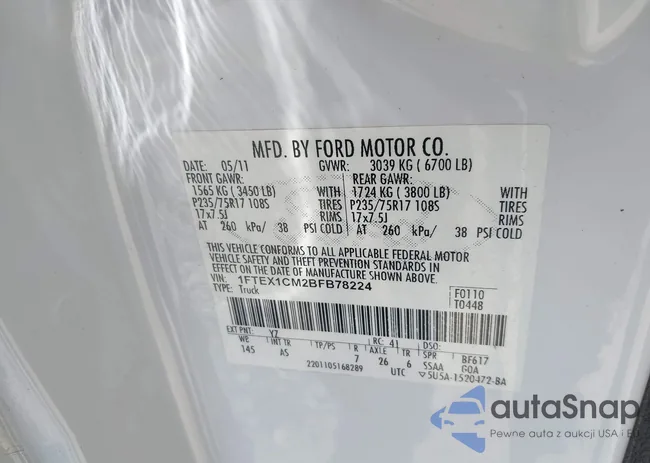 MFD. BY FORD MOTOR CO.
DATE: 05/11 GVWR: 3039 KG ( 6700 LB)
FRONT GAWR: REAR GAWR:
1565 KG ( 3450 LB) WITH 1724 KG ( 3800 LB) WITH
P235/75R17 108S TIRES P235/75R17 108S TIRES
17x7.5J RIMS 17x7.5J RIMS
AT 260 kPa/ 38 PSI COLD AT 260 kPa/ 38 PSI COLD
THIS VEHICLE CONFORMS TO ALL APPLICABLE FEDERAL MOTOR
VEHICLE SAFETY AND THEFT PREVENTION STANDARDS IN
EFFECT ON THE DATE OF MANUFACTURE SHOWN ABOVE.
VIN: 1FTEX1CM2BFB78224 F0110
TYPE: Truck T0448
EXT PNT: YZ RC: 41 DSO:
WB INT TR TP/PS R AXLE TR SPR BF617
145 AS 7 26 6 SSAA GOA
2201105168289 UTC 5U5A-1520472-BA
autaSnap
Pewne auta z aukcji USA i EU